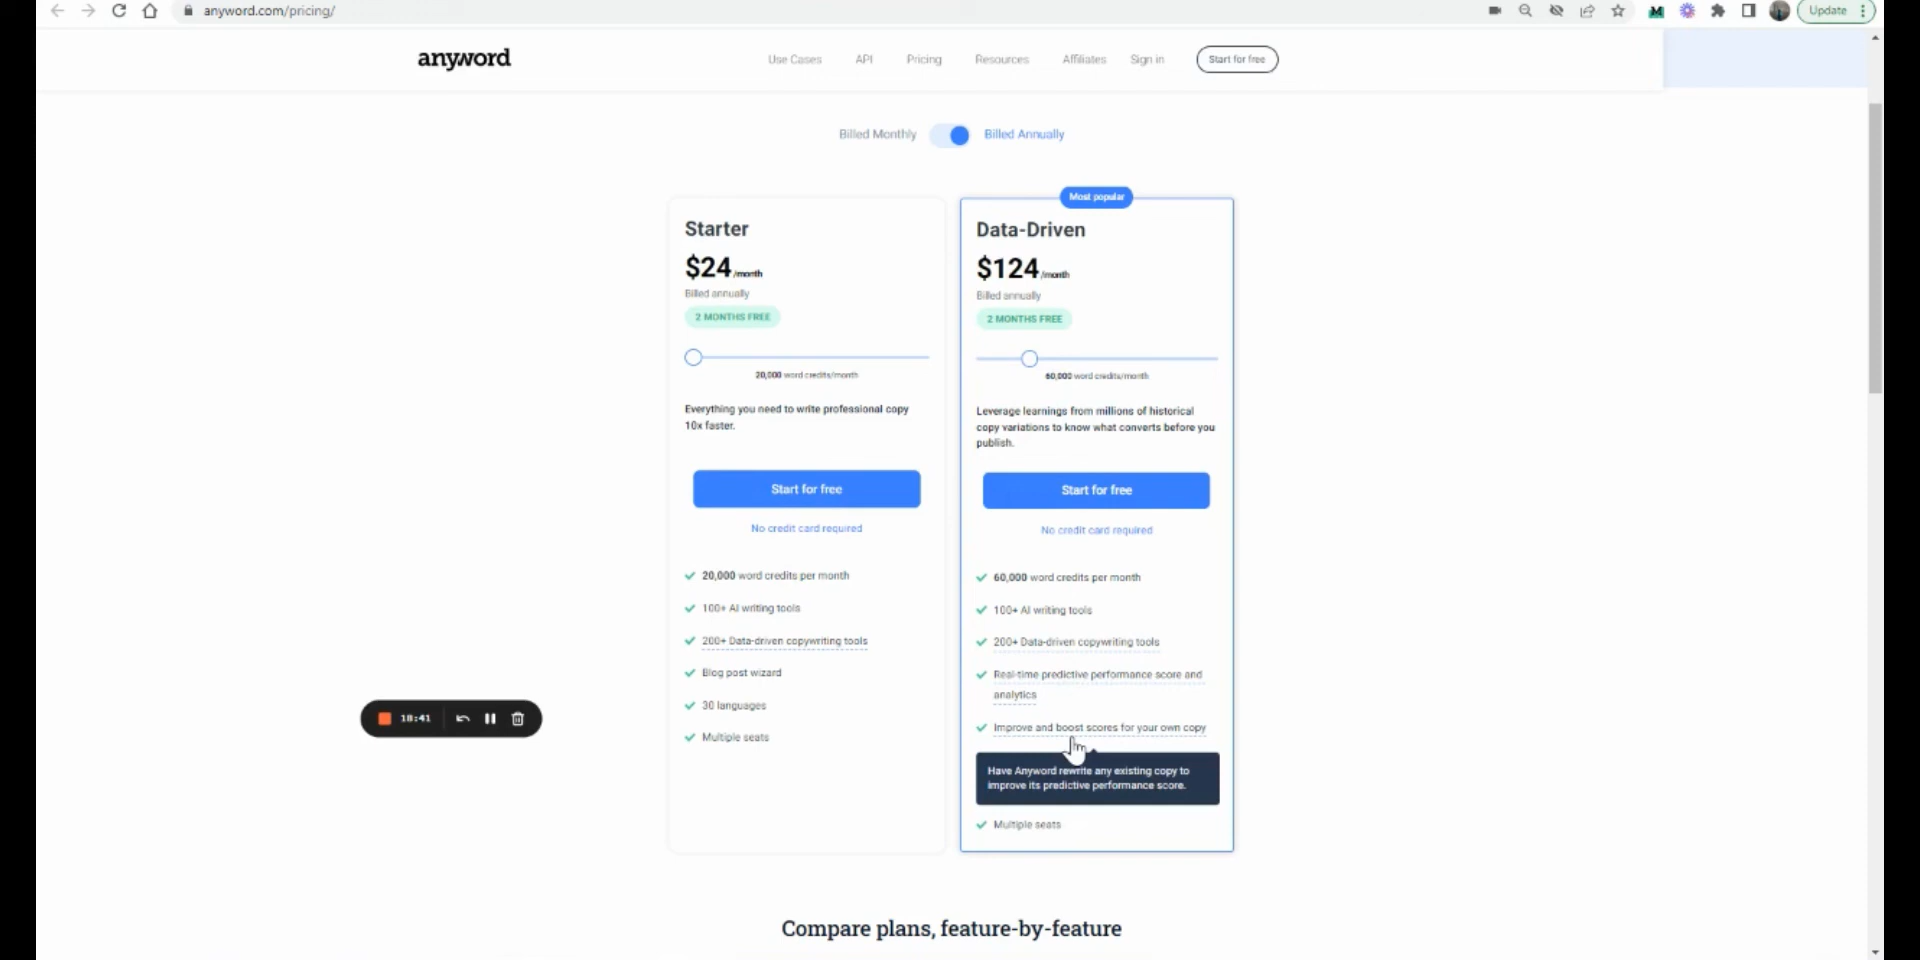 anyword.com/pricing/
Update
anyword
Use Cases
API
Pricing
Resources
Affiliates
Sign in
Start for free
Billed Monthly
Billed Annually
Starter
$24 /month
Billed annually
2 MONTHS FREE
20,000 word credits/month
Everything you need to write professional copy
10x faster.
Start for free
No credit card required
20,000 word credits per month
100+ AI writing tools
200+ Data-driven copywriting tools
Blog post wizard
30 languages
Multiple seats
Most popular
Data-Driven
$124 /month
Billed annually
2 MONTHS FREE
60,000 word credits/month
Leverage learnings from millions of historical
copy variations to know what converts before you
publish.
Start for free
No credit card required
60,000 word credits per month
100+ AI writing tools
200+ Data-driven copywriting tools
Real-time predictive performance score and
analytics
Improve and boost scores for your own copy
Have Anyword rewrite any existing copy to
improve its predictive performance score.
Multiple seats
18:41
Compare plans, feature-by-feature